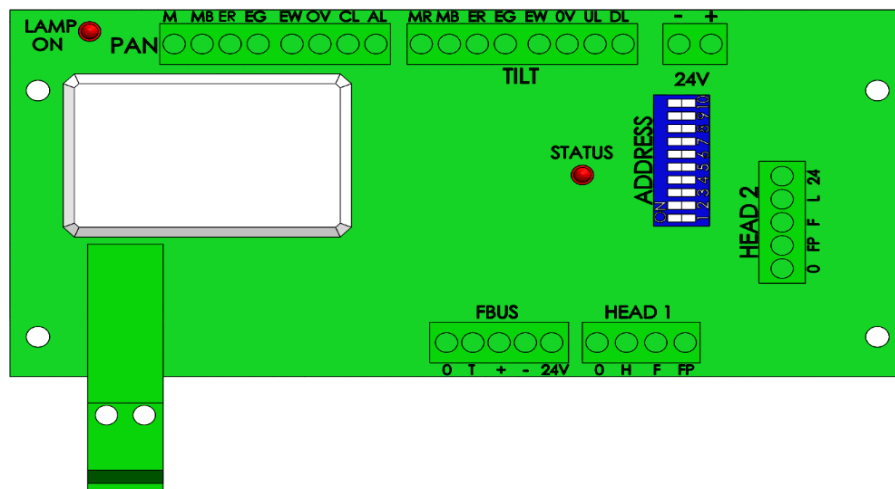 LAMP
ON
PAN
M MB ER EG EW OV CL AL
MR MB ER EG EW 0V UL DL
TILT
- +
24V
STATUS
ADDRESS
ON
1 2 3 4 5 6 7 8 9 10
HEAD 2
0 FP F L 24
FBUS
0 T + - 24V
HEAD 1
0 H F FP